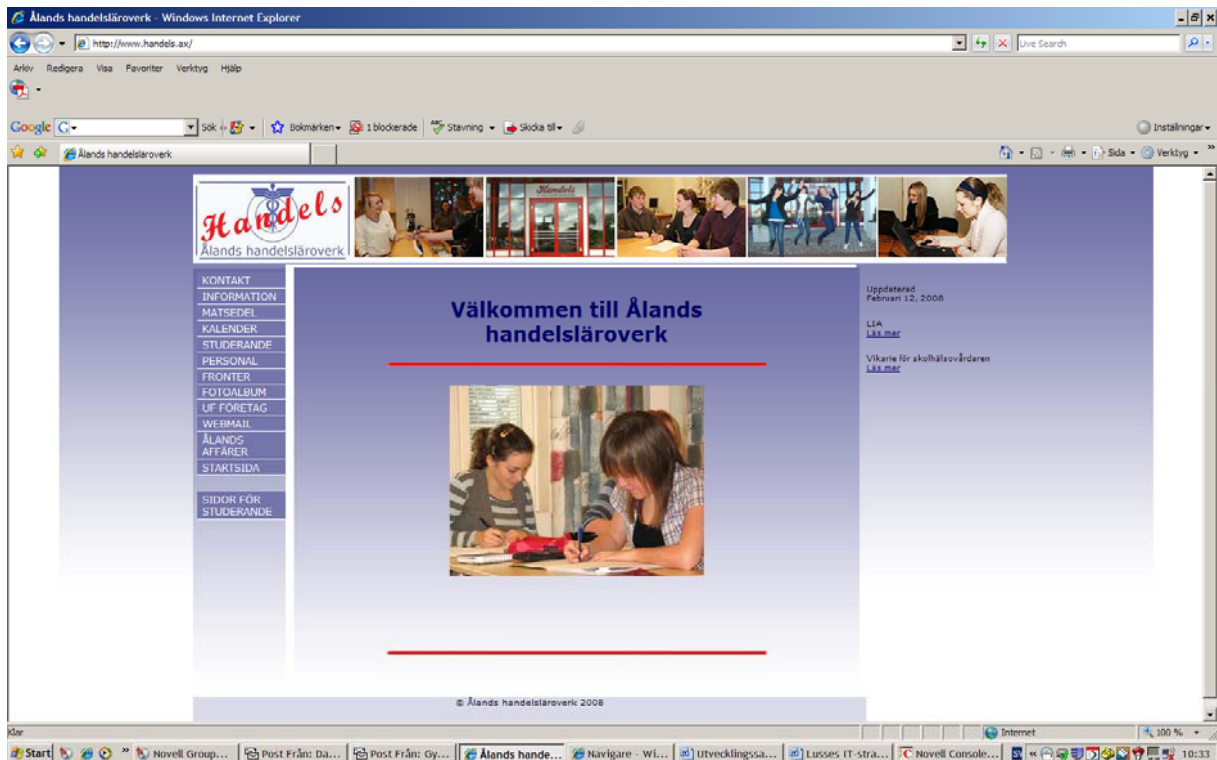 Ålands handelsläroverk - Windows Internet Explorer
http://www.handels.ax/
Live Search
Arkiv Redigera Visa Favoriter Verktyg Hjälp
Google
Sök
Bokmärken
1 blockerade
Stavning
Skicka till
Inställningar
Ålands handelsläroverk
Sida
Verktyg
Handels
Ålands handelsläroverk
Handels
KONTAKT
INFORMATION
MATSEDEL
KALENDER
STUDERANDE
PERSONAL
FRONTER
FOTOALBUM
UF FÖRETAG
WEBMAIL
ÅLANDS
AFFÄRER
STARTSIDA
SIDOR FÖR
STUDERANDE
Välkommen till Ålands
handelsläroverk
Uppdaterad
Februari 12, 2008
LIA
Läs mer
Vikarie för skolhälsovårdaren
Läs mer
© Ålands handelsläroverk 2008
Klar
Internet
100 %
Start
Novell Group...
Post Från: Da...
Post Från: Gy...
Ålands hande...
Navigare - Wi...
Utvecklingssa...
Lusses IT-stra...
Novell Console...
10:33